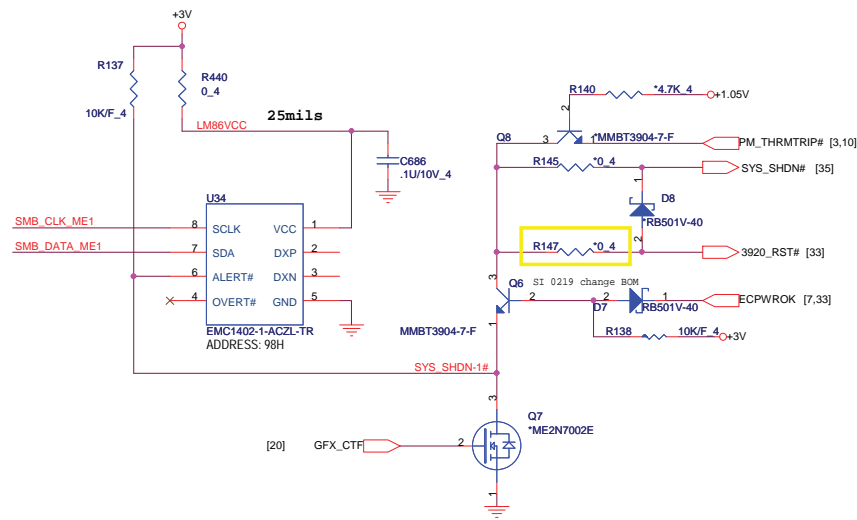 +3V
R137
10K/F_4
R440
0_4
LM86VCC
25mils
C686
.1U/10V_4
U34
SMB_CLK_ME1
8 SCLK VCC 1
SMB_DATA_ME1
7 SDA DXP 2
6 ALERT# DXN 3
4 OVERT# GND 5
EMC1402-1-ACZL-TR
ADDRESS: 98H
R140
*4.7K_4
+1.05V
2
Q8
3
1
*MMBT3904-7-F
PM_THRMTRIP# [3,10]
R145
*0_4
SYS_SHDN# [35]
1
D8
*RB501V-40
2
R147
*0_4
3920_RST# [33]
3
Q6
SI 0219 change BOM
2
2
1
ECPWROK [7,33]
D7
RB501V-40
MMBT3904-7-F
1
R138
10K/F_4
+3V
SYS_SHDN-1#
3
Q7
*ME2N7002E
[20] GFX_CTF
2
1